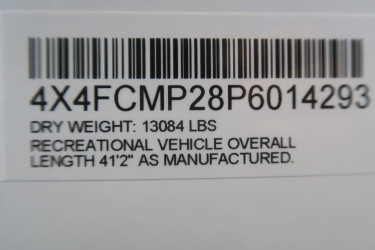 4X4FCMP28P6014293
DRY WEIGHT: 13084 LBS
RECREATIONAL VEHICLE OVERALL
LENGTH 41'2" AS MANUFACTURED.